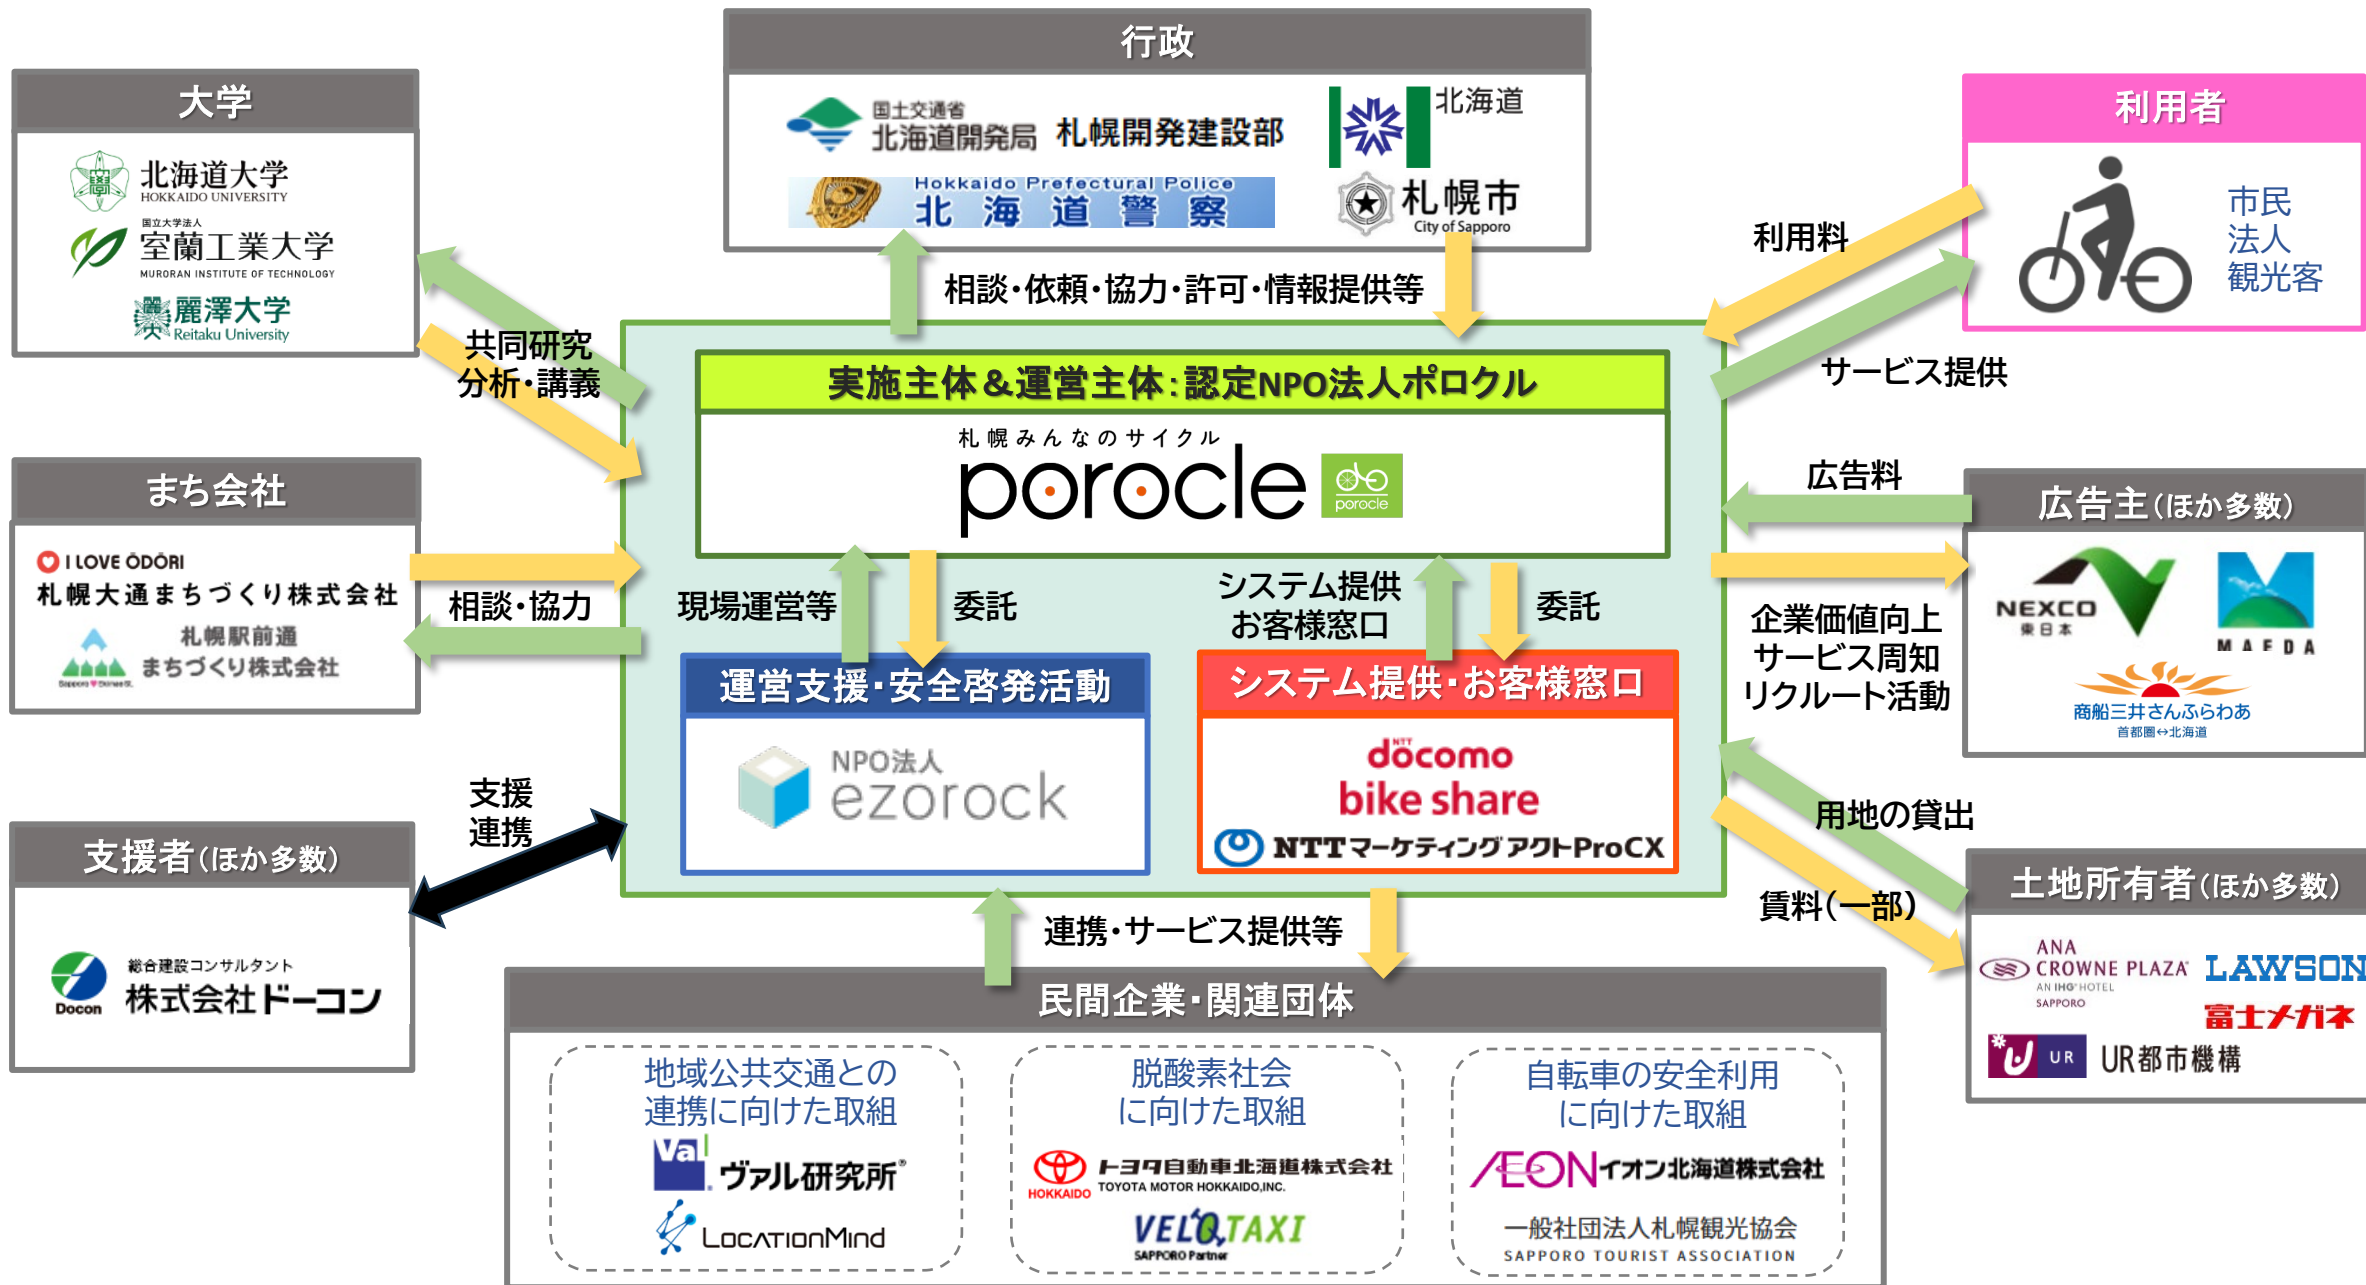 行政
国土交通省
北海道開発局 札幌開発建設部
北海道
Hokkaido Prefectural Police
北海道警察
札幌市
City of Sapporo
大学
北海道大学
HOKKAIDO UNIVERSITY
国立大学法人
室蘭工業大学
MURORAN INSTITUTE OF TECHNOLOGY
麗澤大学
Reitaku University
利用者
市民
法人
観光客
利用料
サービス提供
相談・依頼・協力・許可・情報提供等
共同研究
分析・講義
実施主体&運営主体:認定NPO法人ポロクル
札幌みんなのサイクル
porocle
porocle
まち会社
I LOVE ŌDŌRI
札幌大通まちづくり株式会社
札幌駅前通
まちづくり株式会社
相談・協力
現場運営等
委託
システム提供
お客様窓口
委託
広告料
広告主(ほか多数)
NEXCO
東日本
MAEDA
商船三井さんふらわあ
首都圏↔北海道
企業価値向上
サービス周知
リクルート活動
運営支援・安全啓発活動
NPO法人
ezorock
システム提供・お客様窓口
NTT
döcomo
bike share
NTTマーケティングアクトProCX
支援
連携
支援者(ほか多数)
総合建設コンサルタント
株式会社ドーコン
Docon
用地の貸出
賃料(一部)
土地所有者(ほか多数)
ANA
CROWNE PLAZA
AN IHG HOTEL
SAPPORO
LAWSON
富士メガネ
UR
UR都市機構
連携・サービス提供等
民間企業・関連団体
地域公共交通との
連携に向けた取組
Val
ヴァル研究所
LOCATIONMIND
脱酸素社会
に向けた取組
トヨタ自動車北海道株式会社
HOKKAIDO
TOYOTA MOTOR HOKKAIDO,INC.
VELOTAXI
SAPPORO Partner
自転車の安全利用
に向けた取組
ÆON イオン北海道株式会社
一般社団法人札幌観光協会
SAPPORO TOURIST ASSOCIATION